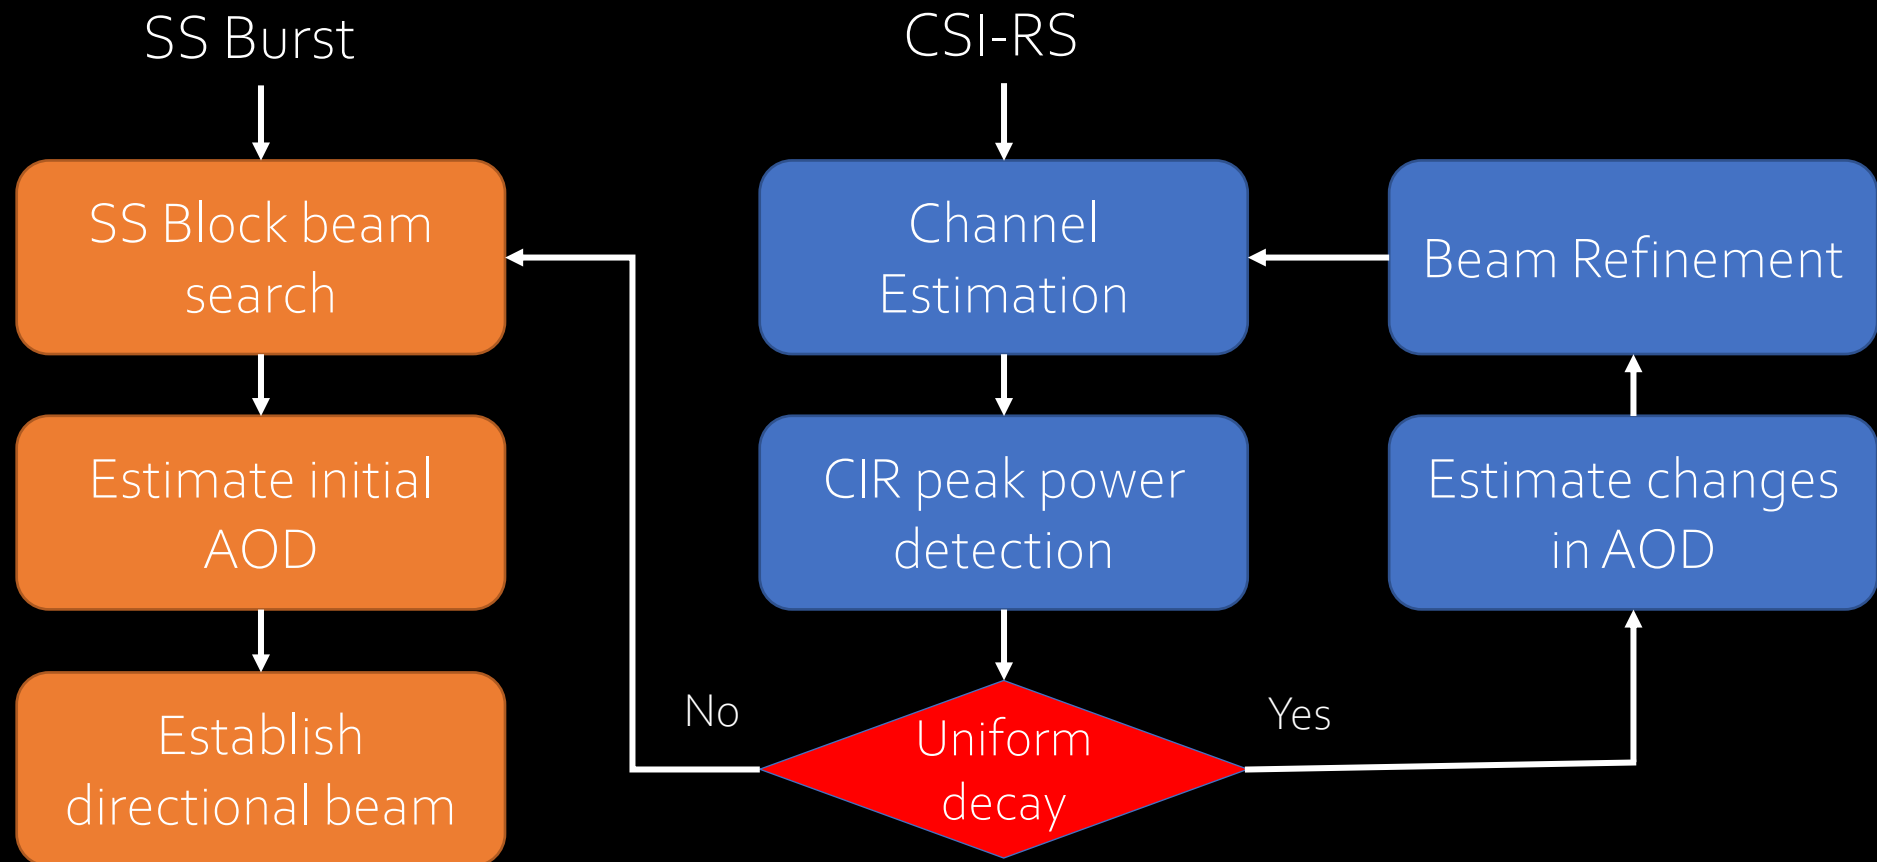 SS Burst
SS Block beam
search
Estimate initial
AOD
Establish
directional beam
CSI-RS
Channel
Estimation
CIR peak power
detection
Uniform
decay
No
Yes
Estimate changes
in AOD
Beam Refinement